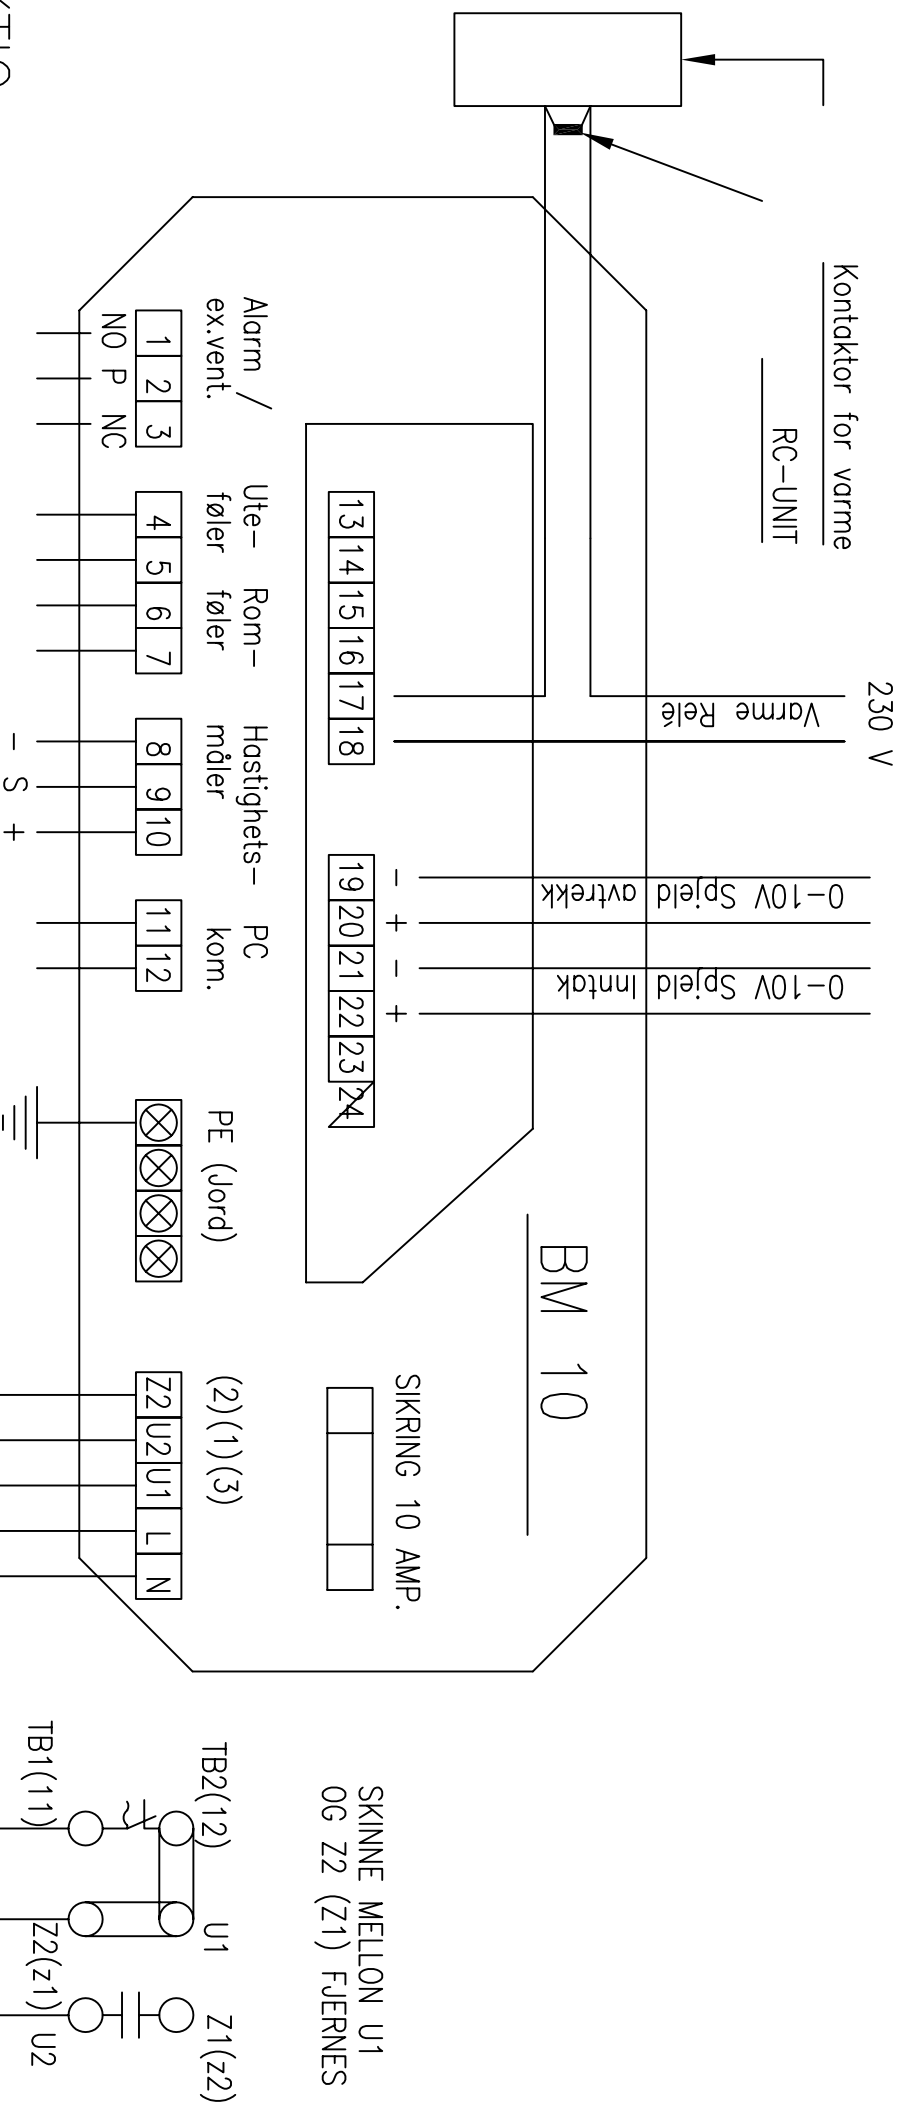 230 V
Kontaktor for varme
RC-UNIT
Varme Relé
0-10V Spjeld avtrekk
0-10V Spjeld Inntak
- + - +
BM 10
13 14 15 16 17 18
19 20 21 22 23 24
SIKRING 10 AMP.
SKINNE MELLON U1
OG Z2 (Z1) FJERNES
Alarm /
ex.vent.
Ute-
føler
Rom-
føler
Hastighets-
måler
PC
kom.
PE (Jord)
(2)(1)(3)
1 2 3
4 5 6 7
8 9 10
11 12
Z2 U2 U1 L N
NO P NC
- S +
TB2(12)
U1
Z1(z2)
TB1(11)
Z2(z1)
U2